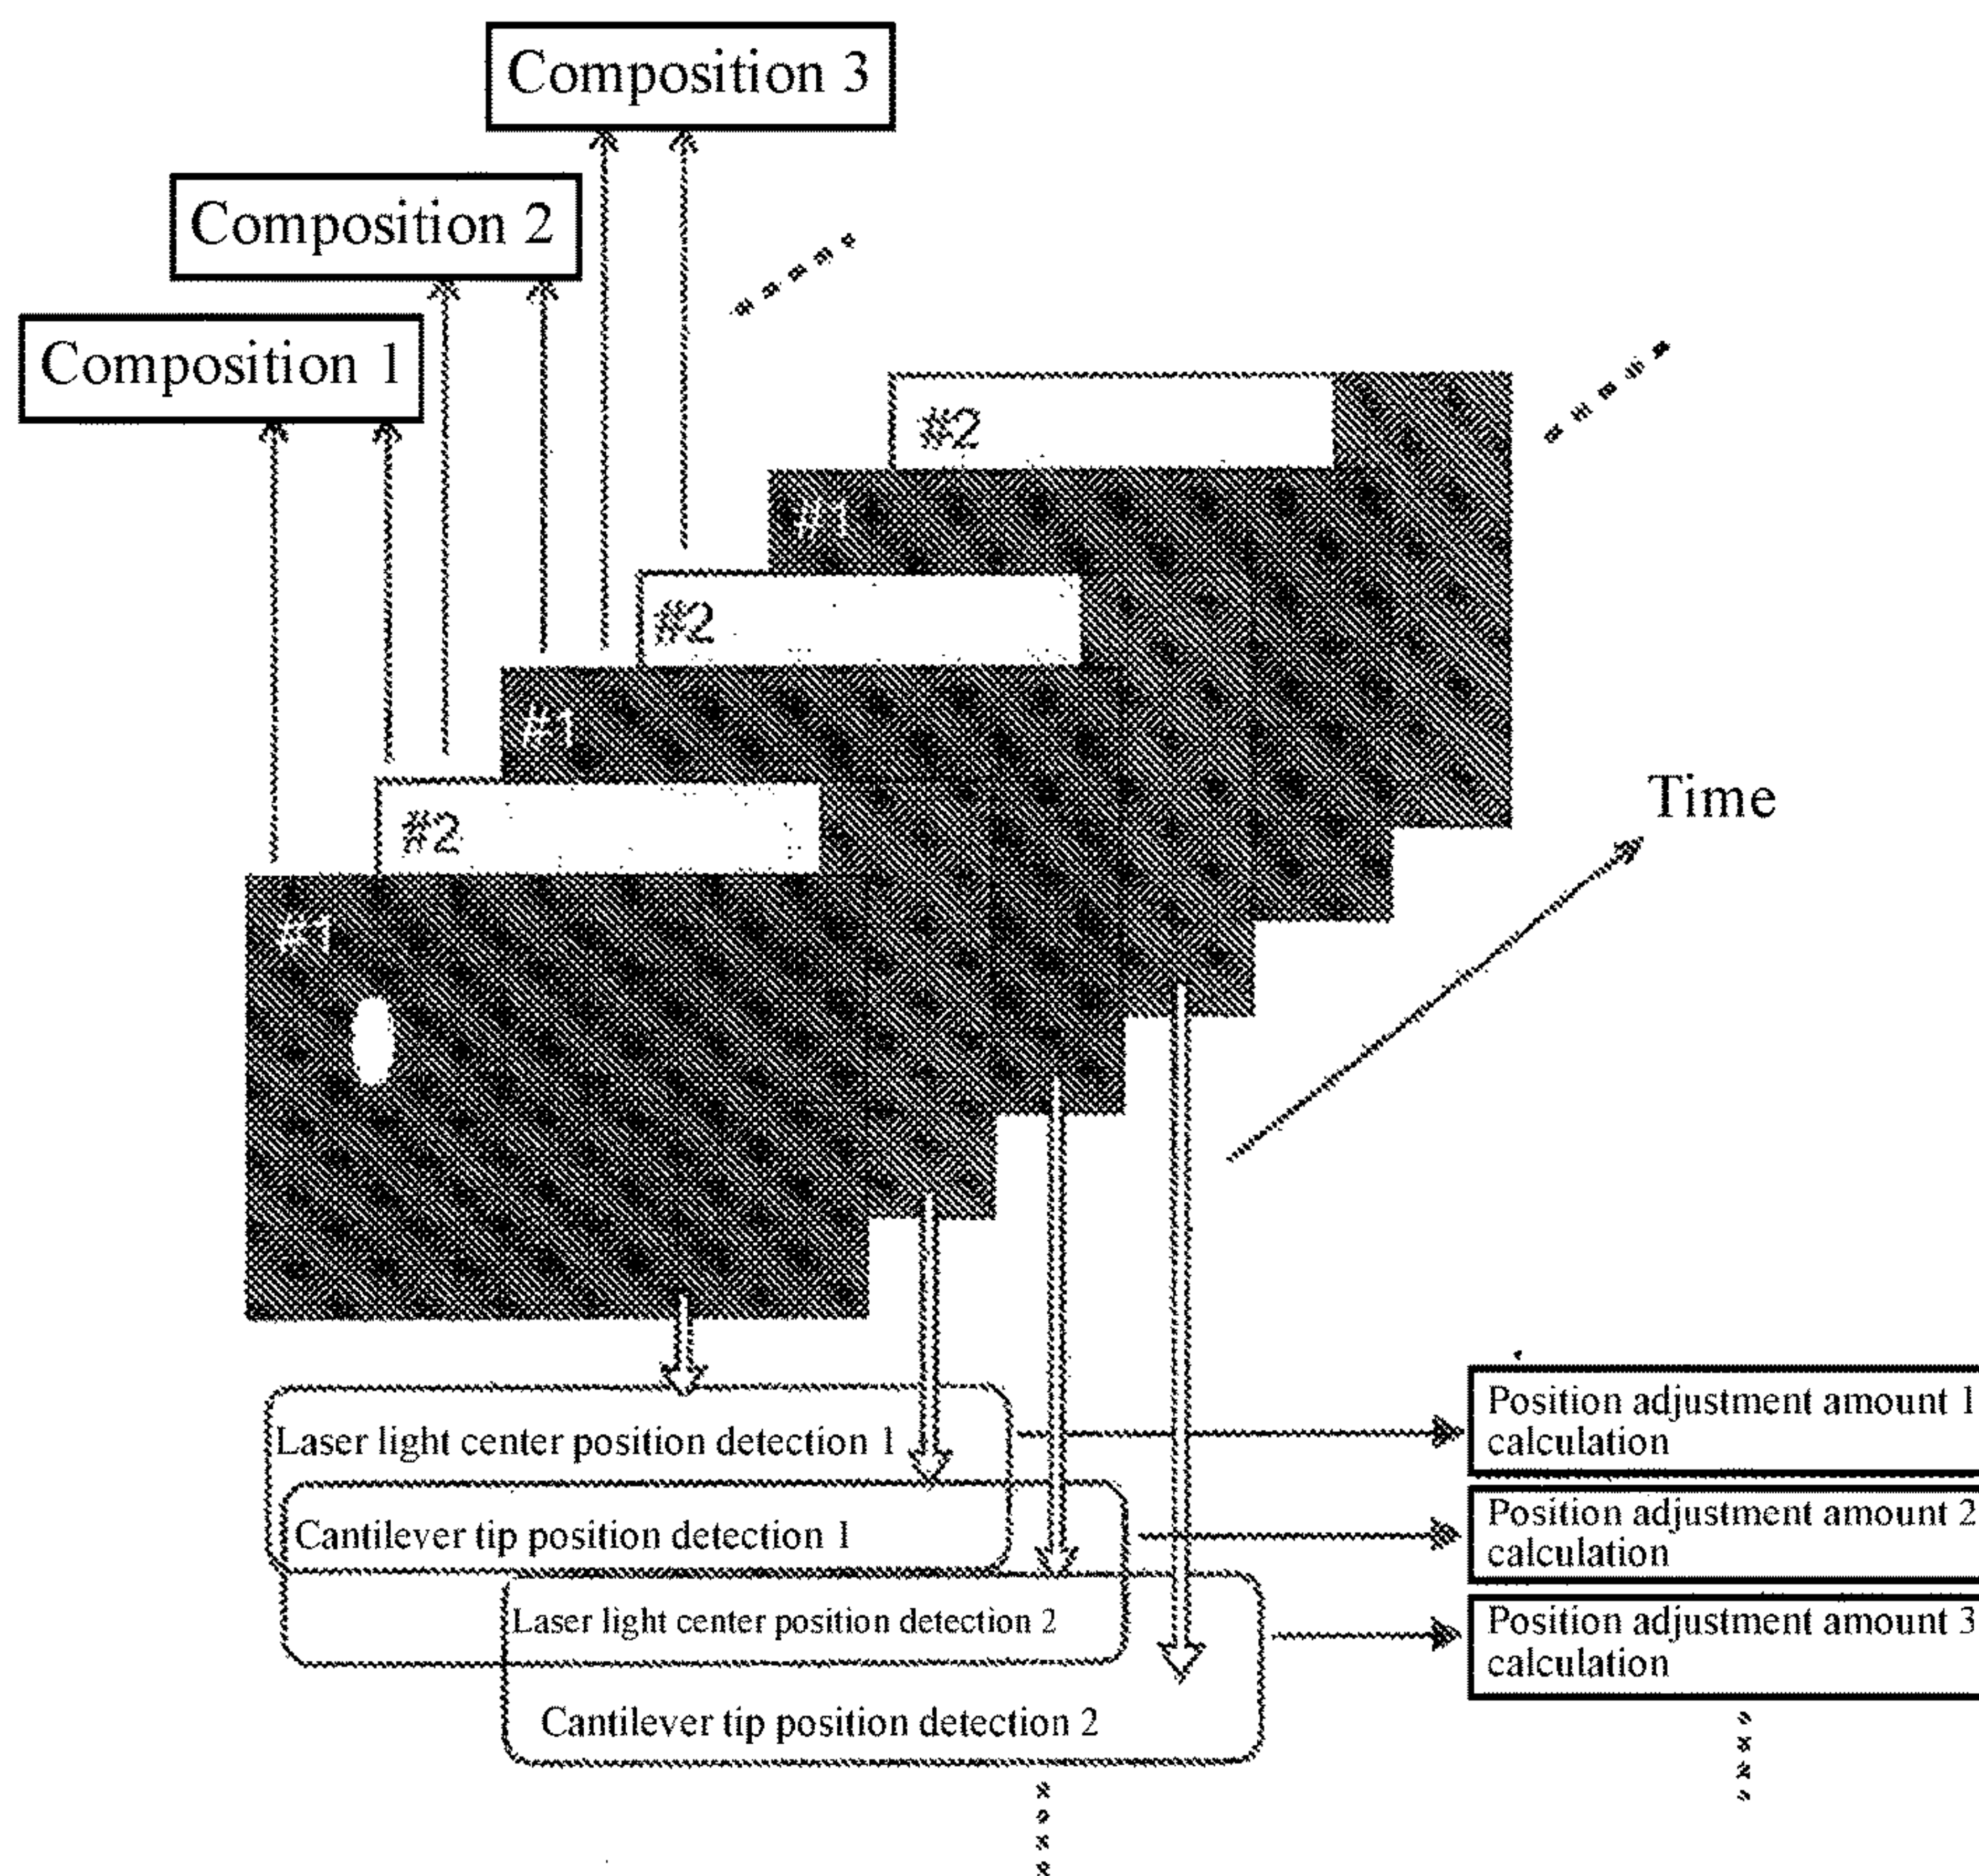 Composition 3
Composition 2
Composition 1
#2
#1
#2
#1
#2
#1
Time
Laser light center position detection 1
Cantilever tip position detection 1
Laser light center position detection 2
Cantilever tip position detection 2
Position adjustment amount 1
calculation
Position adjustment amount 2
calculation
Position adjustment amount 3
calculation